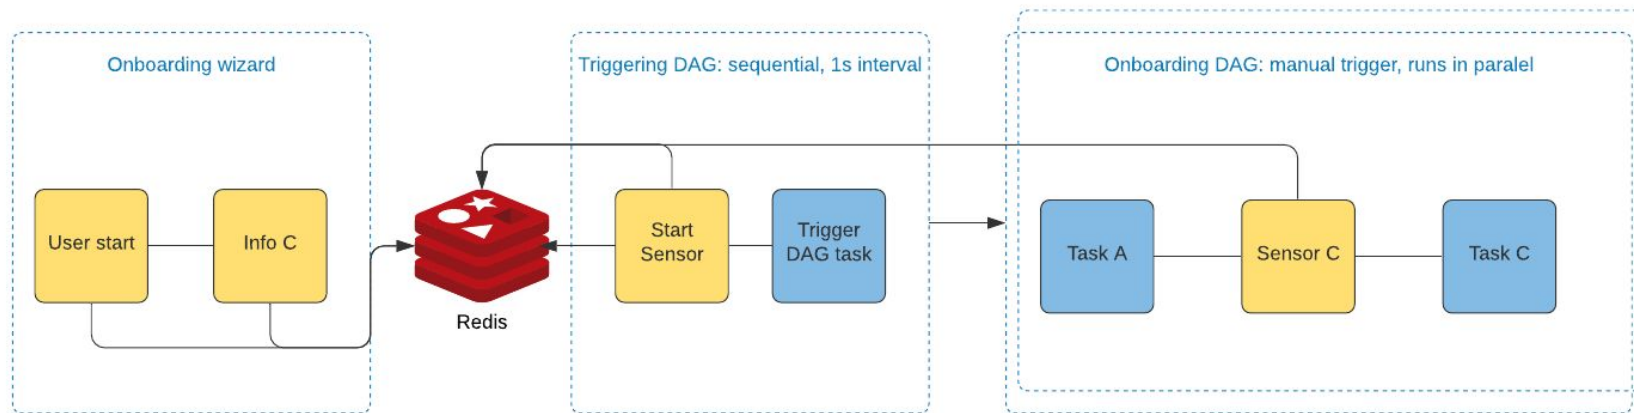 Onboarding wizard
Triggering DAG: sequential, 1s interval
Onboarding DAG: manual trigger, runs in paralel
User start
Info C
Redis
Start
Sensor
Trigger
DAG task
Task A
Sensor C
Task C